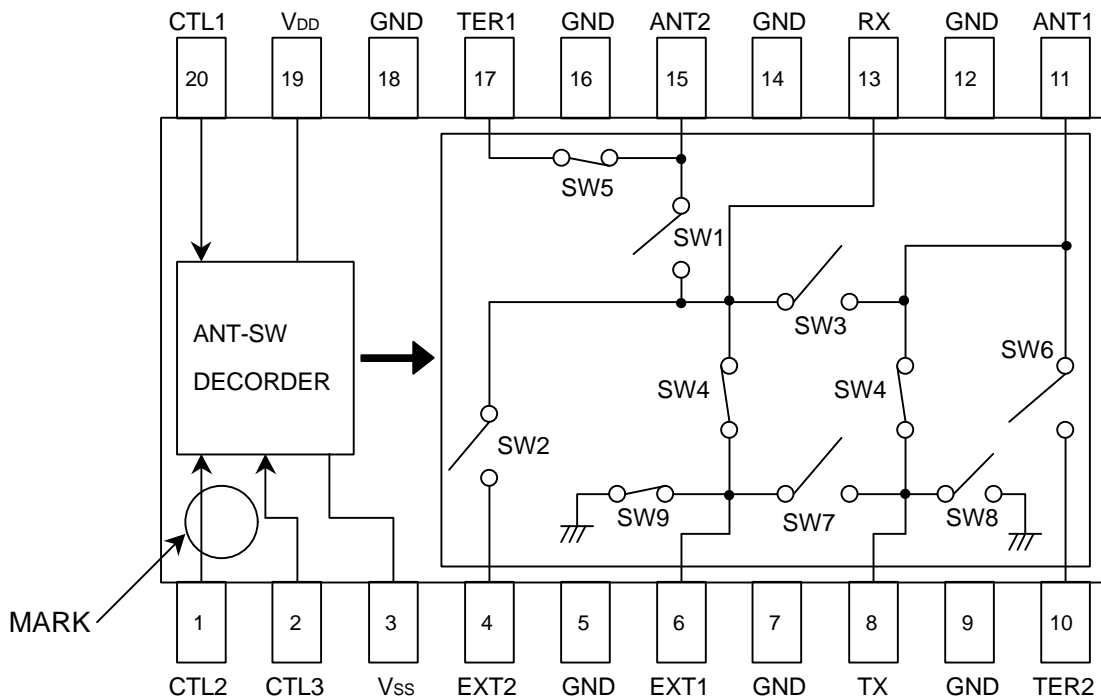 CTL1 VDD GND TER1 GND ANT2 GND RX GND ANT1
20 19 18 17 16 15 14 13 12 11
SW5
SW1
SW3
ANT-SW
DECORDER
SW6
SW4 SW4
SW2
SW9 SW7 SW8
MARK
1 2 3 4 5 6 7 8 9 10
CTL2 CTL3 VSS EXT2 GND EXT1 GND TX GND TER2